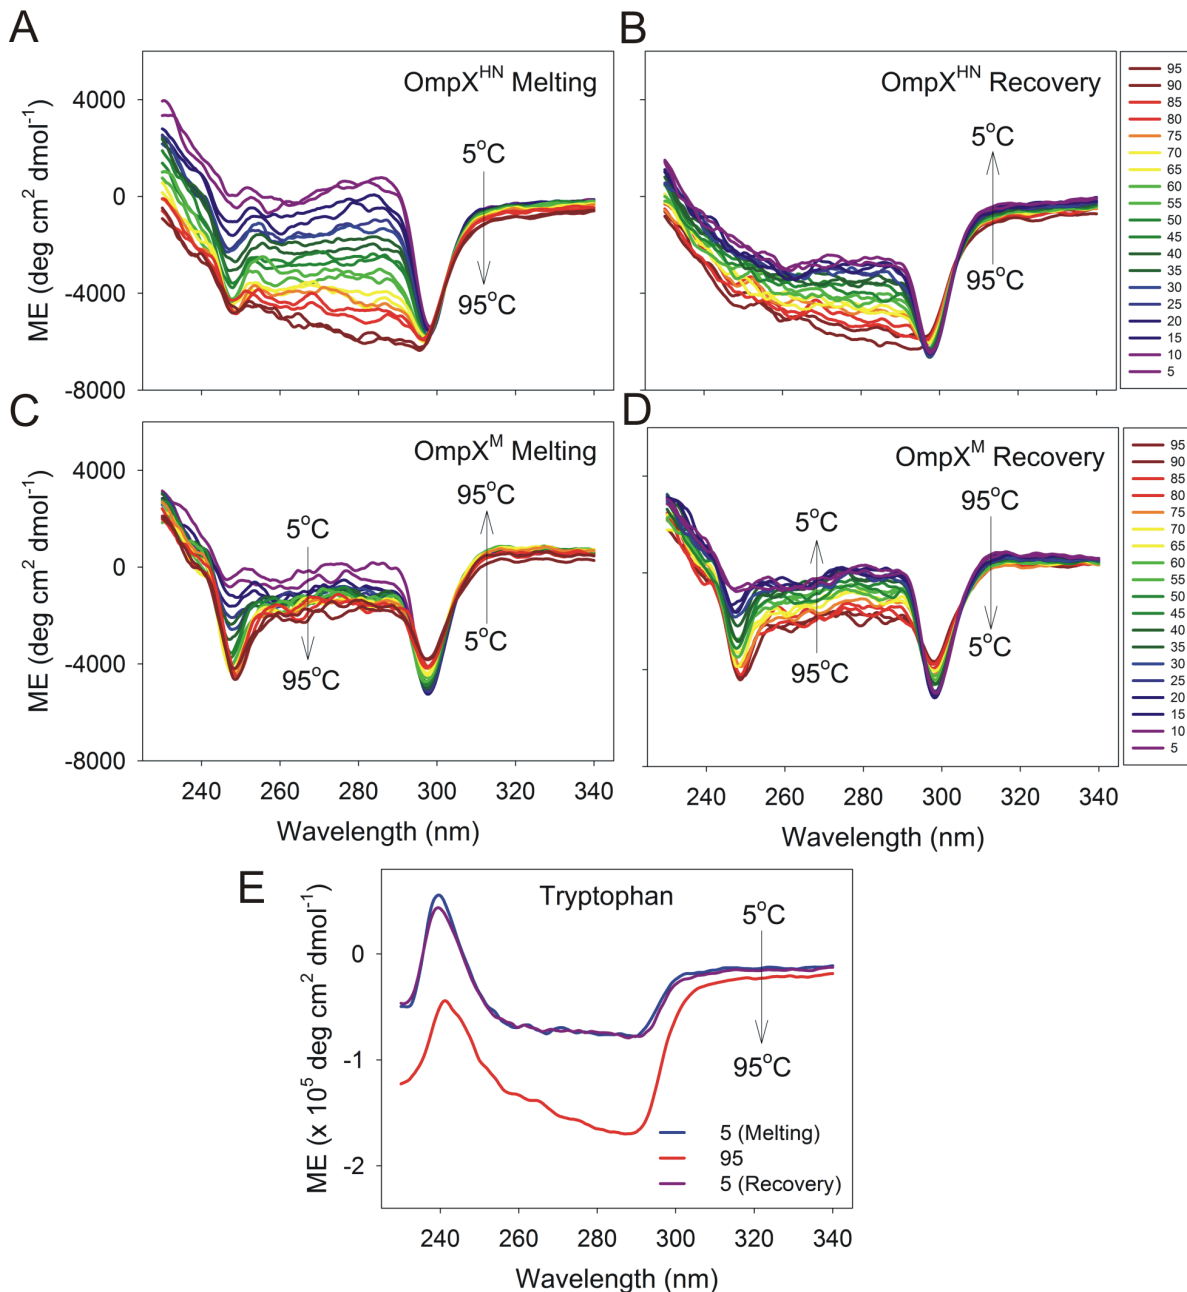 A
B
OmpX^HN Melting
OmpX^HN Recovery
ME (deg cm² dmol⁻¹)
4000
0
-4000
-8000
5°C
95°C
5°C
95°C
95
90
85
80
75
70
65
60
55
50
45
40
35
30
25
20
15
10
5
C
D
OmpX^M Melting
OmpX^M Recovery
ME (deg cm² dmol⁻¹)
4000
0
-4000
-8000
5°C
95°C
95°C
5°C
5°C
95°C
95°C
5°C
95
90
85
80
75
70
65
60
55
50
45
40
35
30
25
20
15
10
5
240 260 280 300 320 340
Wavelength (nm)
240 260 280 300 320 340
Wavelength (nm)
E
Tryptophan
ME (x 10⁵ deg cm² dmol⁻¹)
0
-1
-2
5°C
95°C
5 (Melting)
95
5 (Recovery)
240 260 280 300 320 340
Wavelength (nm)